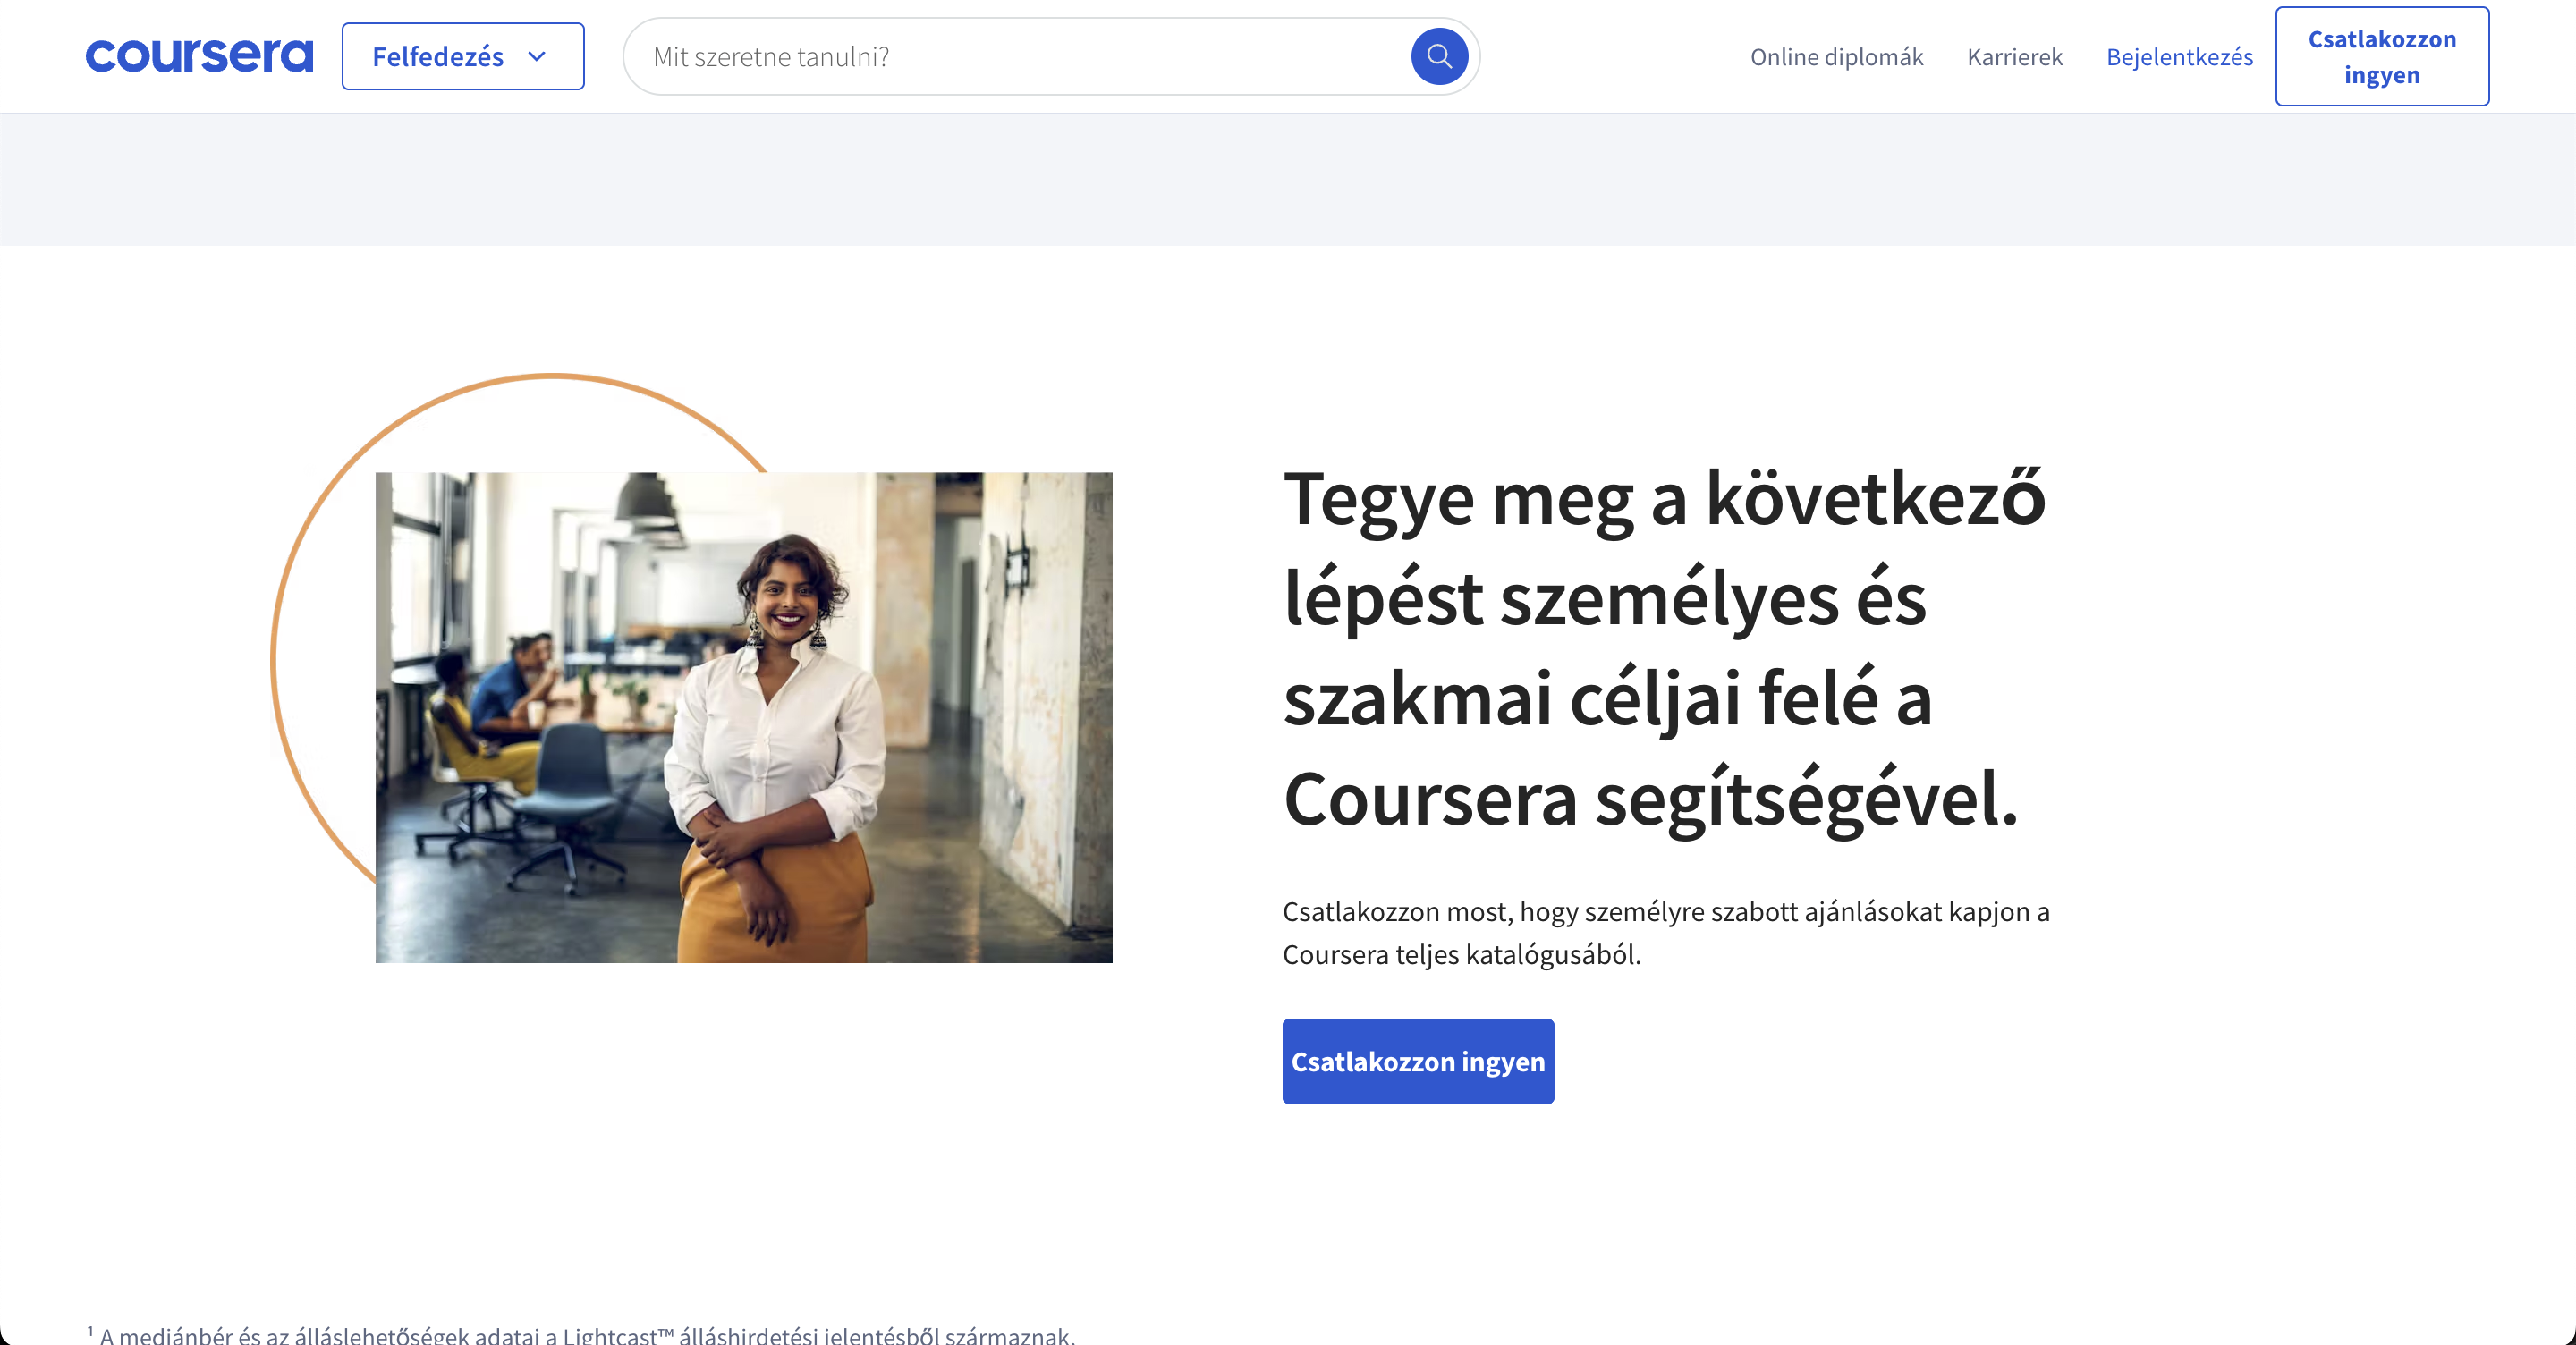 coursera
Felfedezés
Mit szeretne tanulni?
Online diplomák
Karrierek
Bejelentkezés
Csatlakozzon
ingyen
Tegye meg a következő
lépést személyes és
szakmai céljai felé a
Coursera segítségével.
Csatlakozzon most, hogy személyre szabott ajánlásokat kapjon a
Coursera teljes katalógusából.
Csatlakozzon ingyen
¹ A mediánbér és az álláslehetőségek adatai a Lightcast™ álláshirdetési jelentésből származnak.